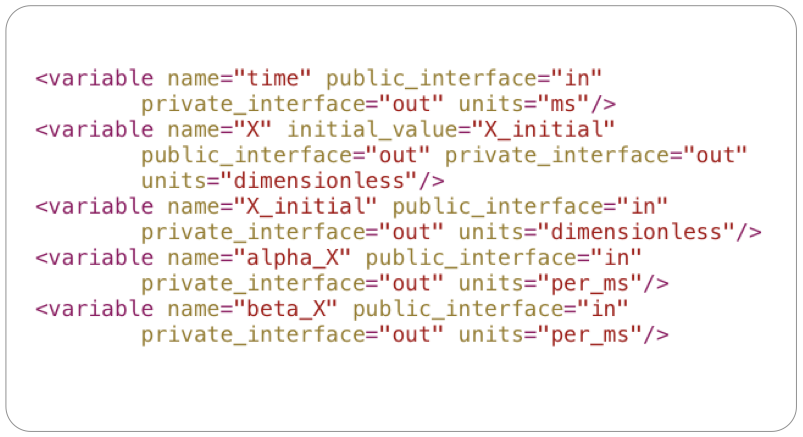 <variable name="time" public_interface="in"
private_interface="out" units="ms"/>
<variable name="X" initial_value="X_initial"
public_interface="out" private_interface="out"
units="dimensionless"/>
<variable name="X_initial" public_interface="in"
private_interface="out" units="dimensionless"/>
<variable name="alpha_X" public_interface="in"
private_interface="out" units="per_ms"/>
<variable name="beta_X" public_interface="in"
private_interface="out" units="per_ms"/>